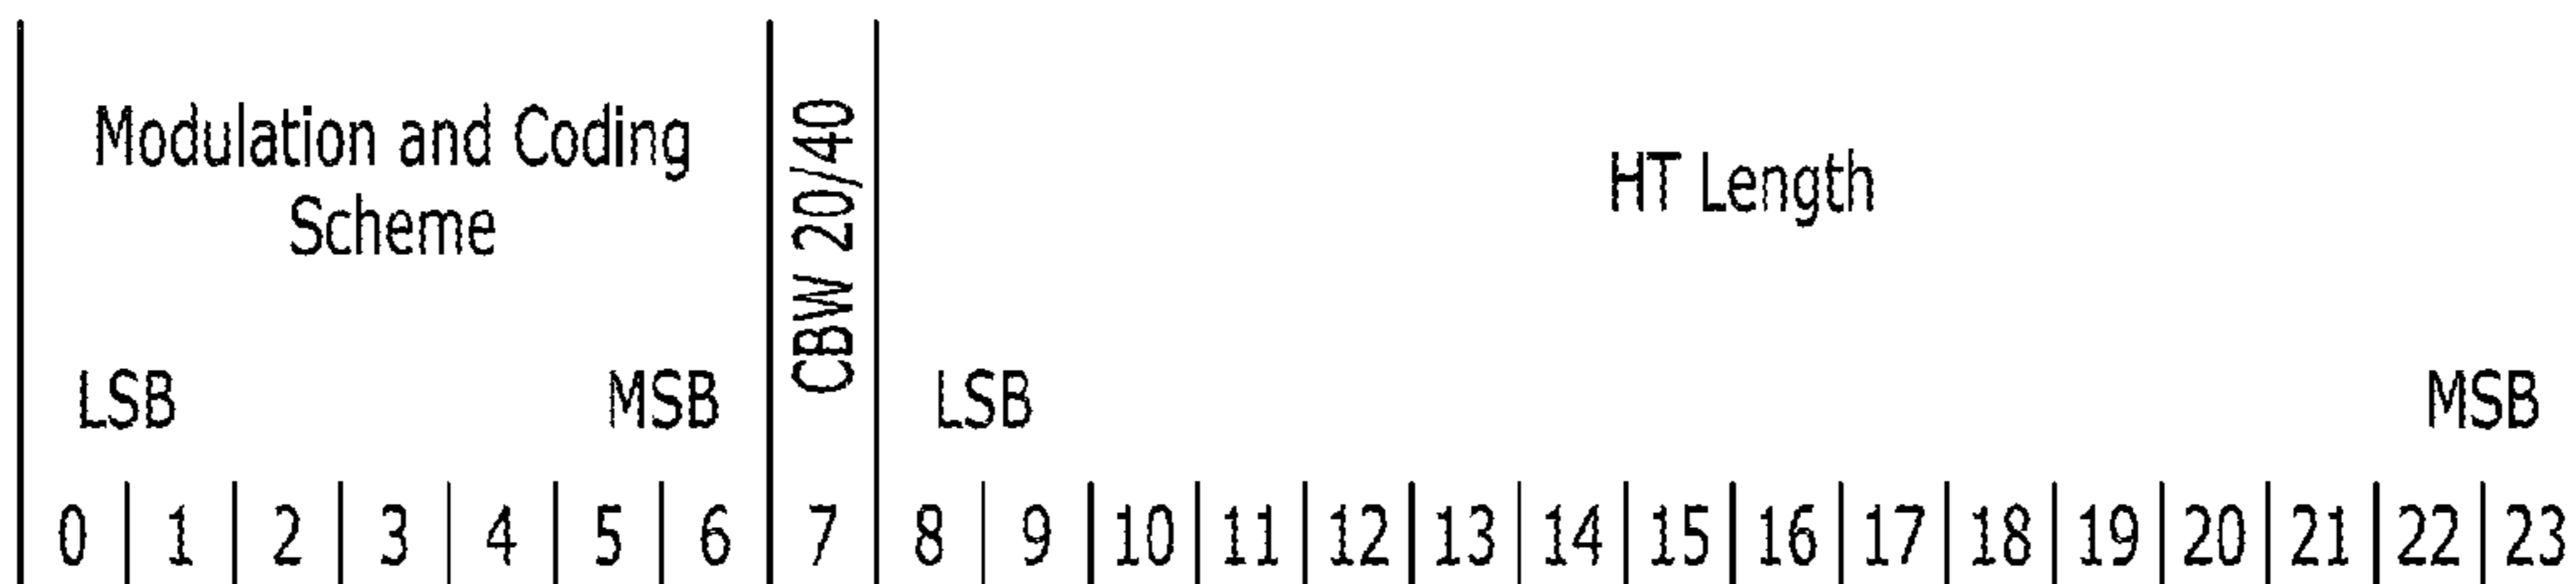 Modulation and Coding
Scheme
CBW 20/40
HT Length
LSB MSB LSB MSB
0 1 2 3 4 5 6 7 8 9 10 11 12 13 14 15 16 17 18 19 20 21 22 23